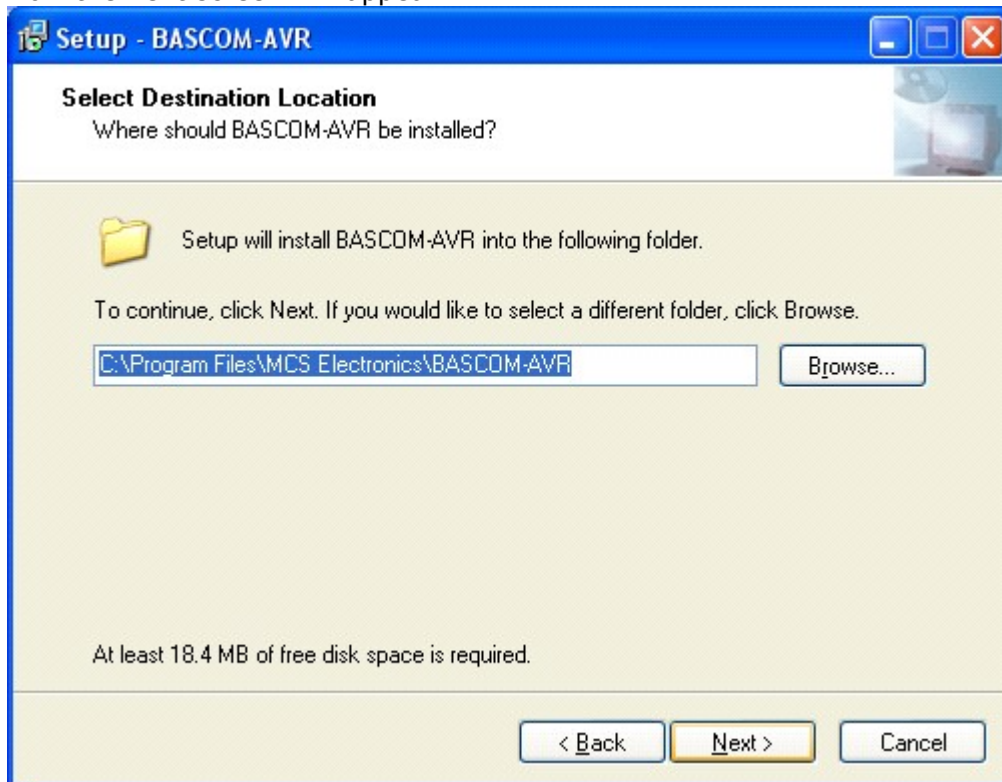 Setup - BASCOM-AVR
Select Destination Location
Where should BASCOM-AVR be installed?
Setup will install BASCOM-AVR into the following folder.
To continue, click Next. If you would like to select a different folder, click Browse.
C:\Program Files\MCS Electronics\BASCOM-AVR
Browse...
At least 18.4 MB of free disk space is required.
< Back
Next >
Cancel